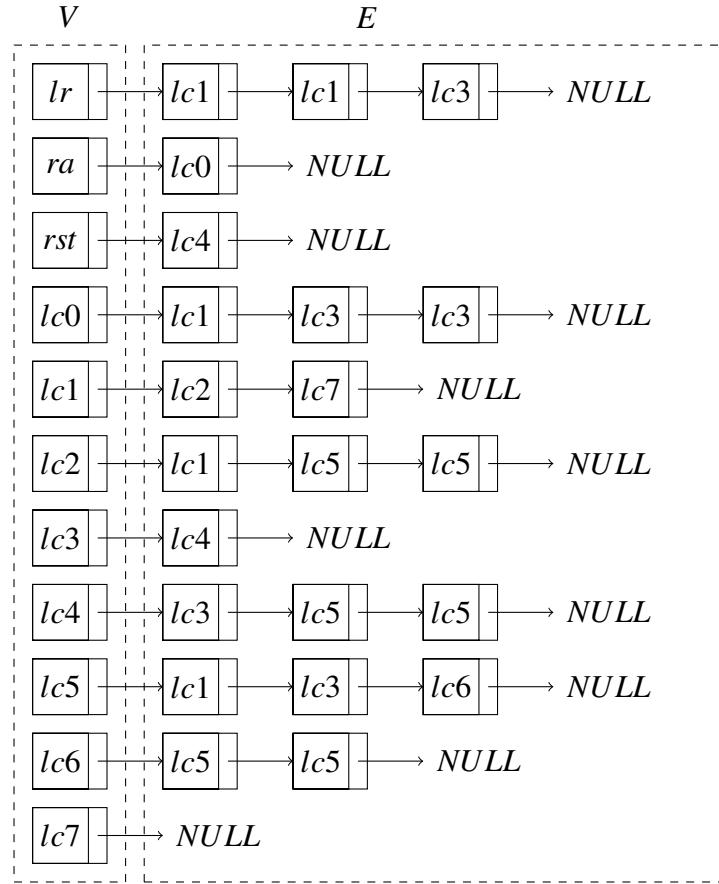 V E
lr lc1 lc1 lc3 NULL
ra lc0 NULL
rst lc4 NULL
lc0 lc1 lc3 lc3 NULL
lc1 lc2 lc7 NULL
lc2 lc1 lc5 lc5 NULL
lc3 lc4 NULL
lc4 lc3 lc5 lc5 NULL
lc5 lc1 lc3 lc6 NULL
lc6 lc5 lc5 NULL
lc7 NULL